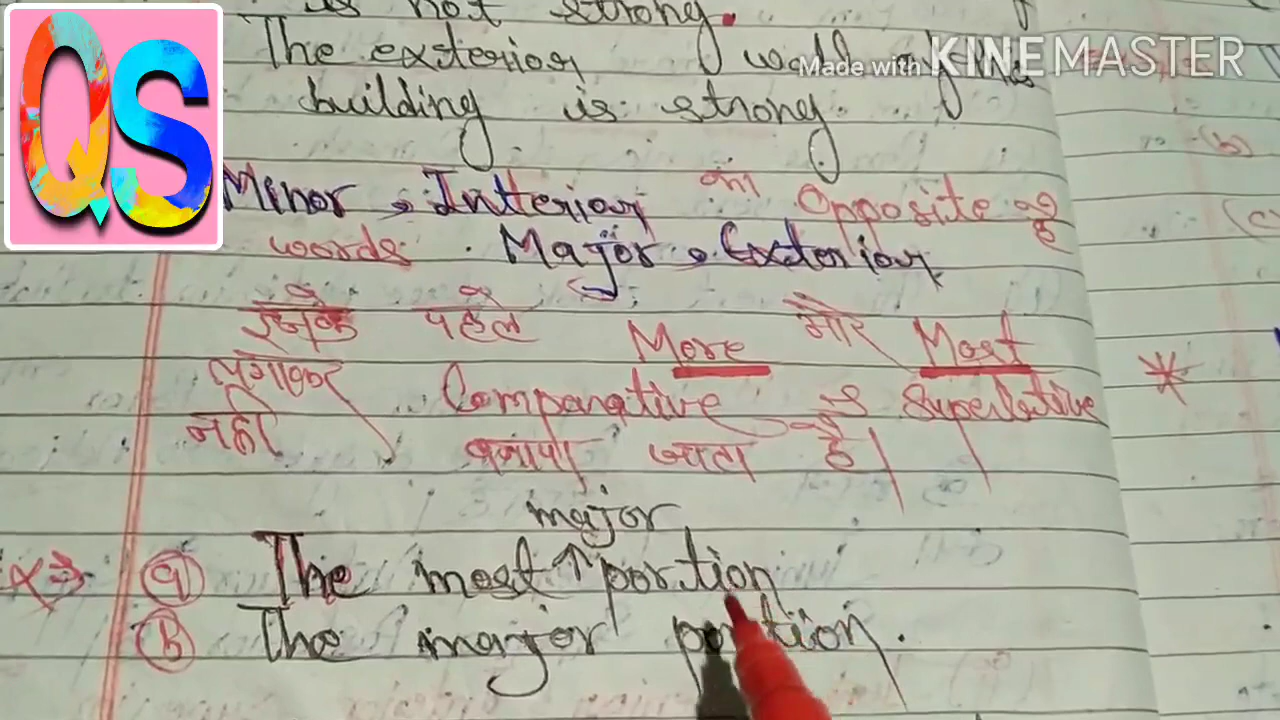 is not strong.
The exterior wall of this
building is strong.
Minor, Interior का Opposite है
words. Major, Exterior.
इनके पहले More और Most
लगाकर Comparative व Superlative
नहीं बनाया जाता है।
major
Ex ⇒ (a) The most ↑ portion
(b) The major portion.
QS
Made with KINEMASTER